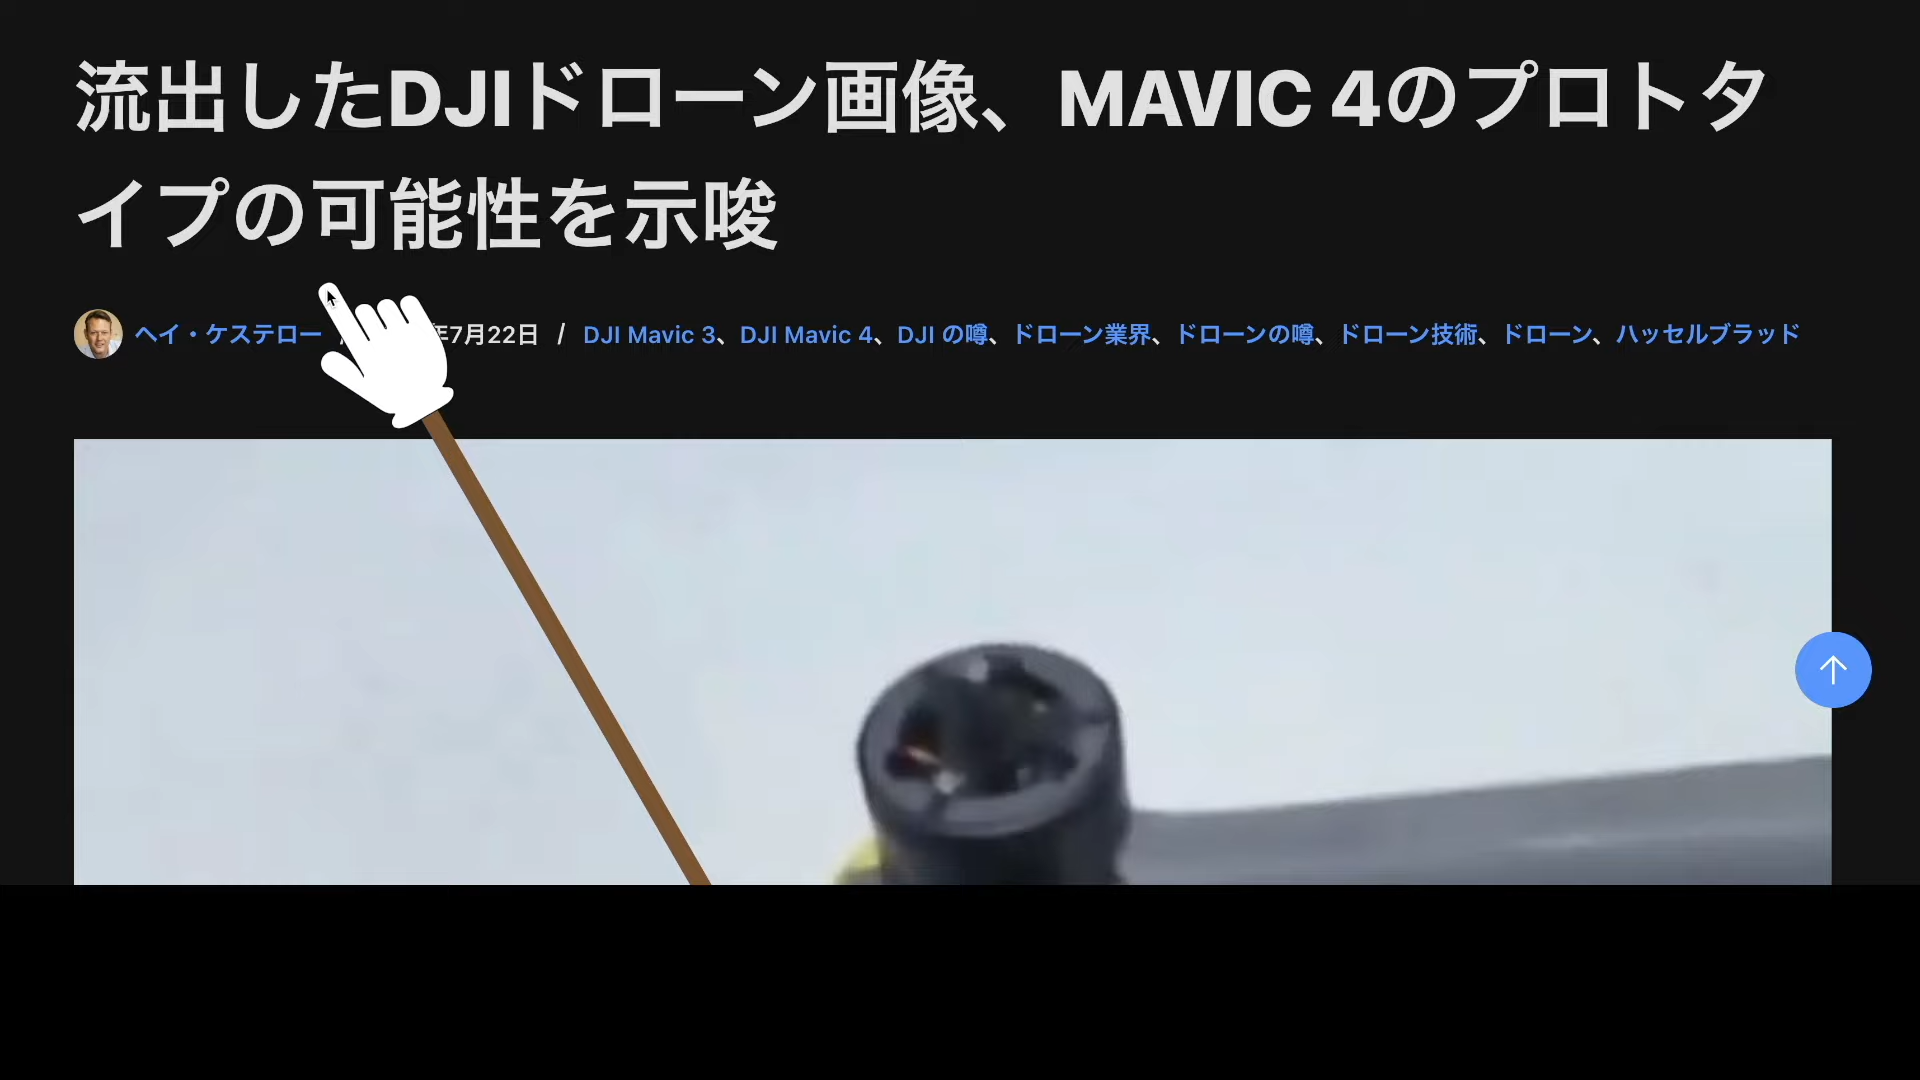 流出したDJIドローン画像、MAVIC 4のプロトタ
イプの可能性を示唆
ヘイ・ケステロー 年7月22日 / DJI Mavic 3、DJI Mavic 4、DJI の噂、ドローン業界、ドローンの噂、ドローン技術、ドローン、ハッセルブラッド